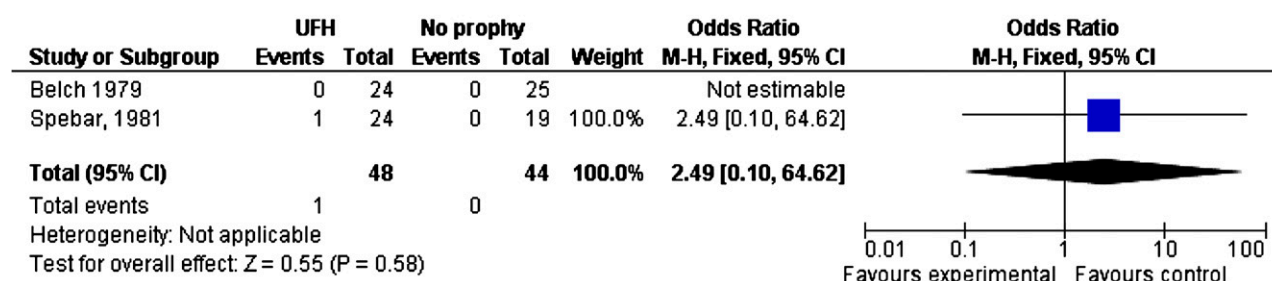 UFH No prophy Odds Ratio Odds Ratio
Study or Subgroup Events Total Events Total Weight M-H, Fixed, 95% CI M-H, Fixed, 95% CI
Belch 1979 0 24 0 25 Not estimable
Spebar, 1981 1 24 0 19 100.0% 2.49 [0.10, 64.62]
Total (95% CI) 48 44 100.0% 2.49 [0.10, 64.62]
Total events 1 0
Heterogeneity: Not applicable
Test for overall effect: Z = 0.55 (P = 0.58)
0.01 0.1 1 10 100
Favours experimental Favours control